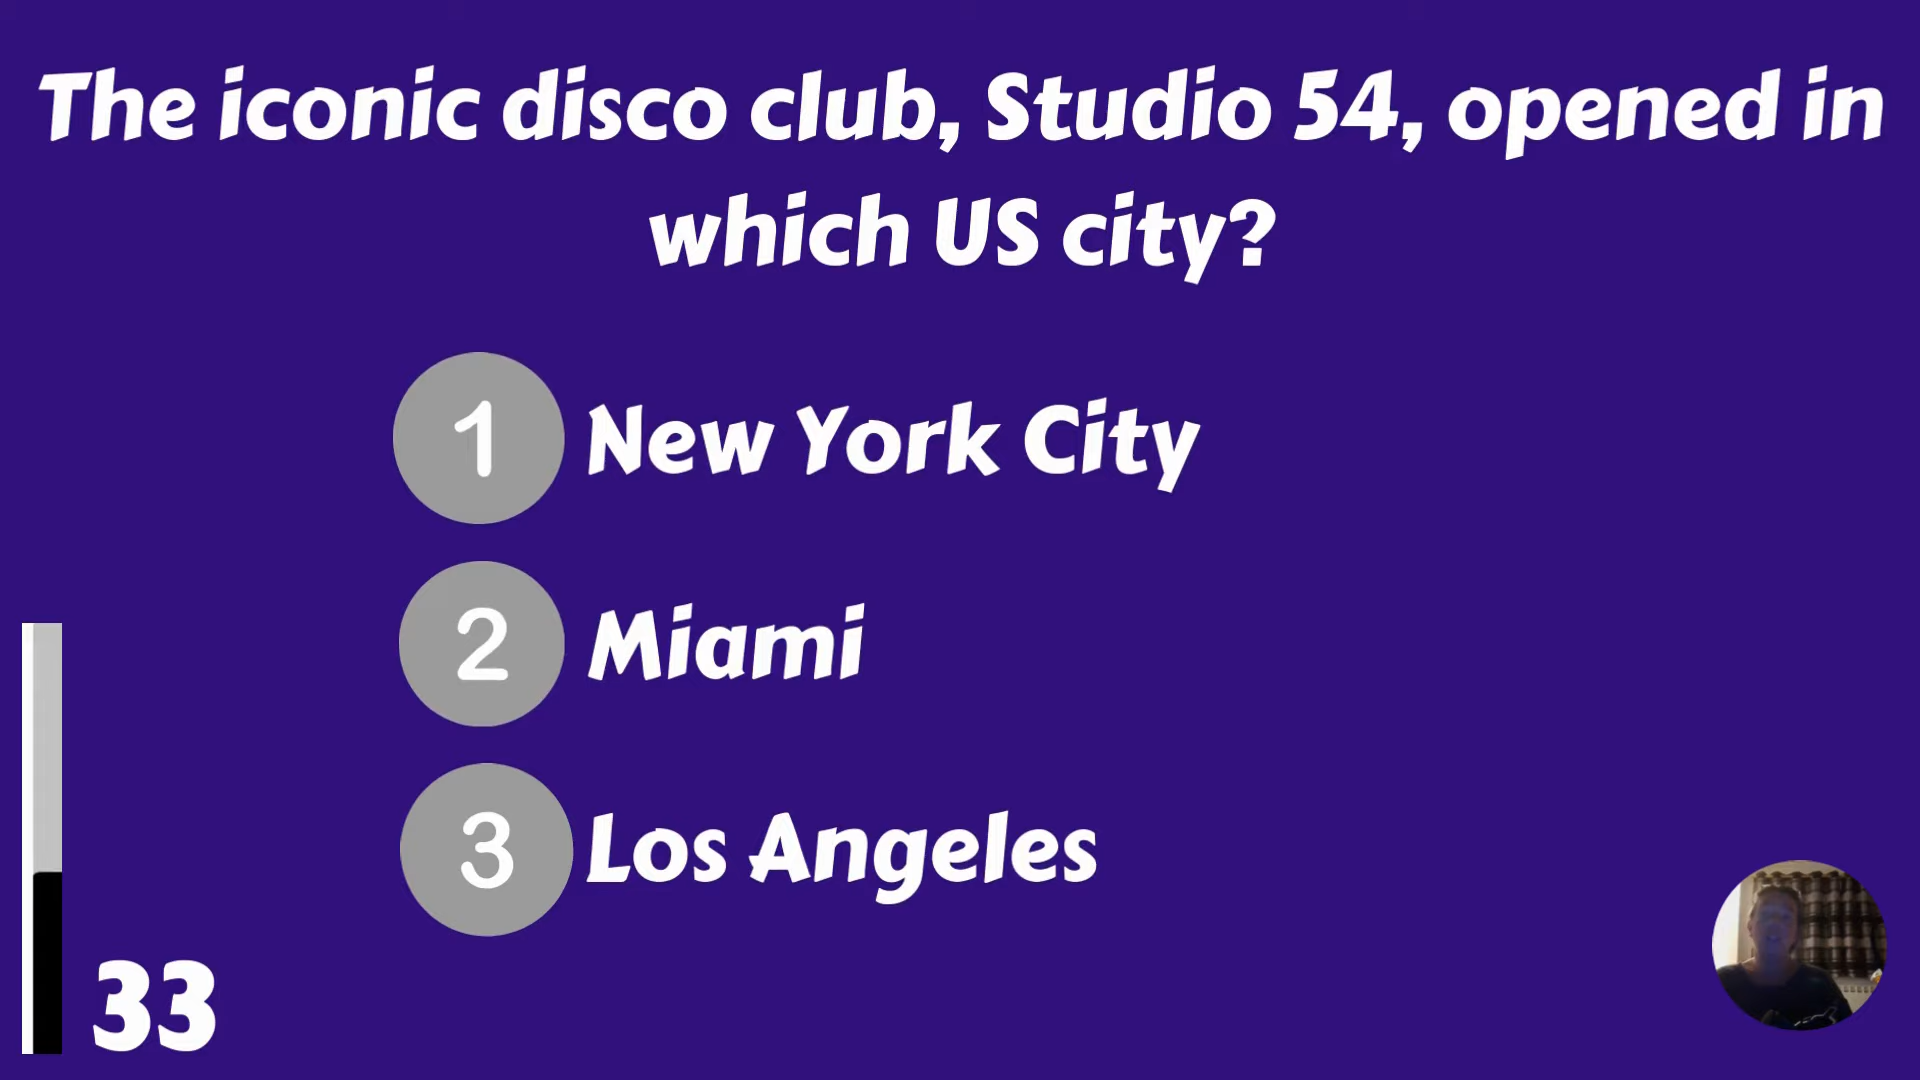 The iconic disco club, Studio 54, opened in
which US city?
1 New York City
2 Miami
3 Los Angeles
33